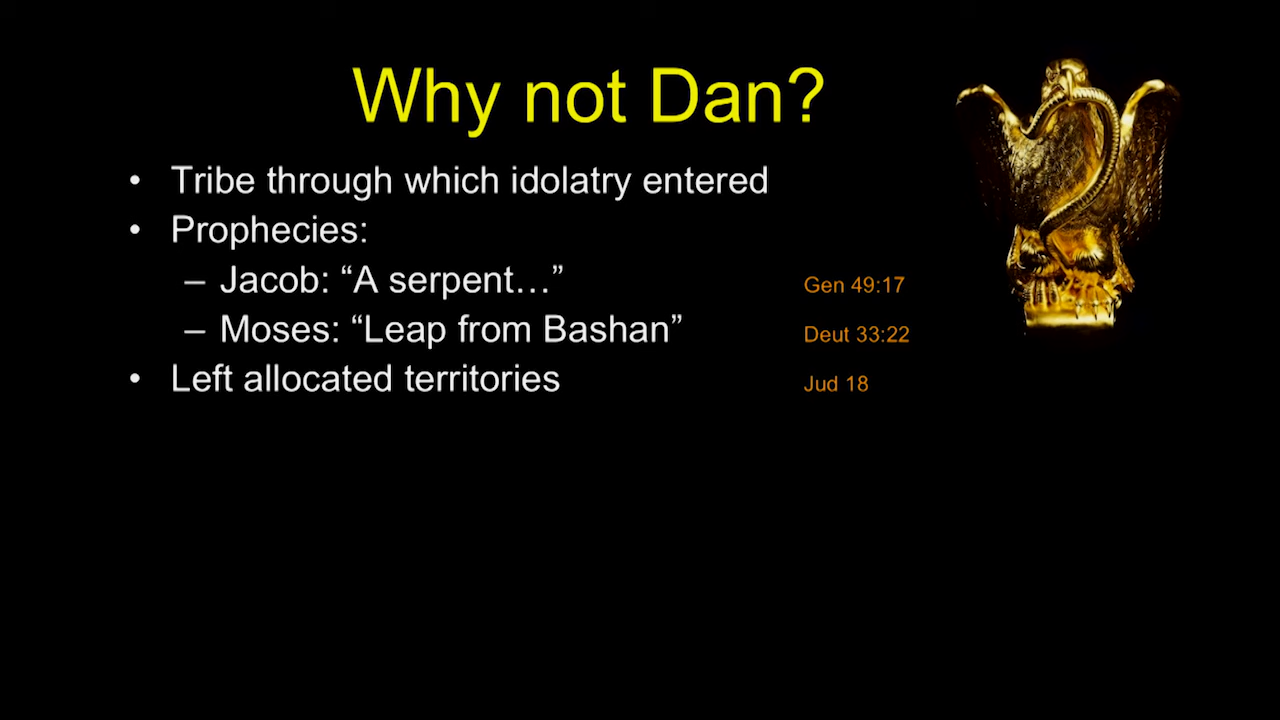 Why not Dan?
• Tribe through which idolatry entered
• Prophecies:
– Jacob: “A serpent…” Gen 49:17
– Moses: “Leap from Bashan” Deut 33:22
• Left allocated territories Jud 18